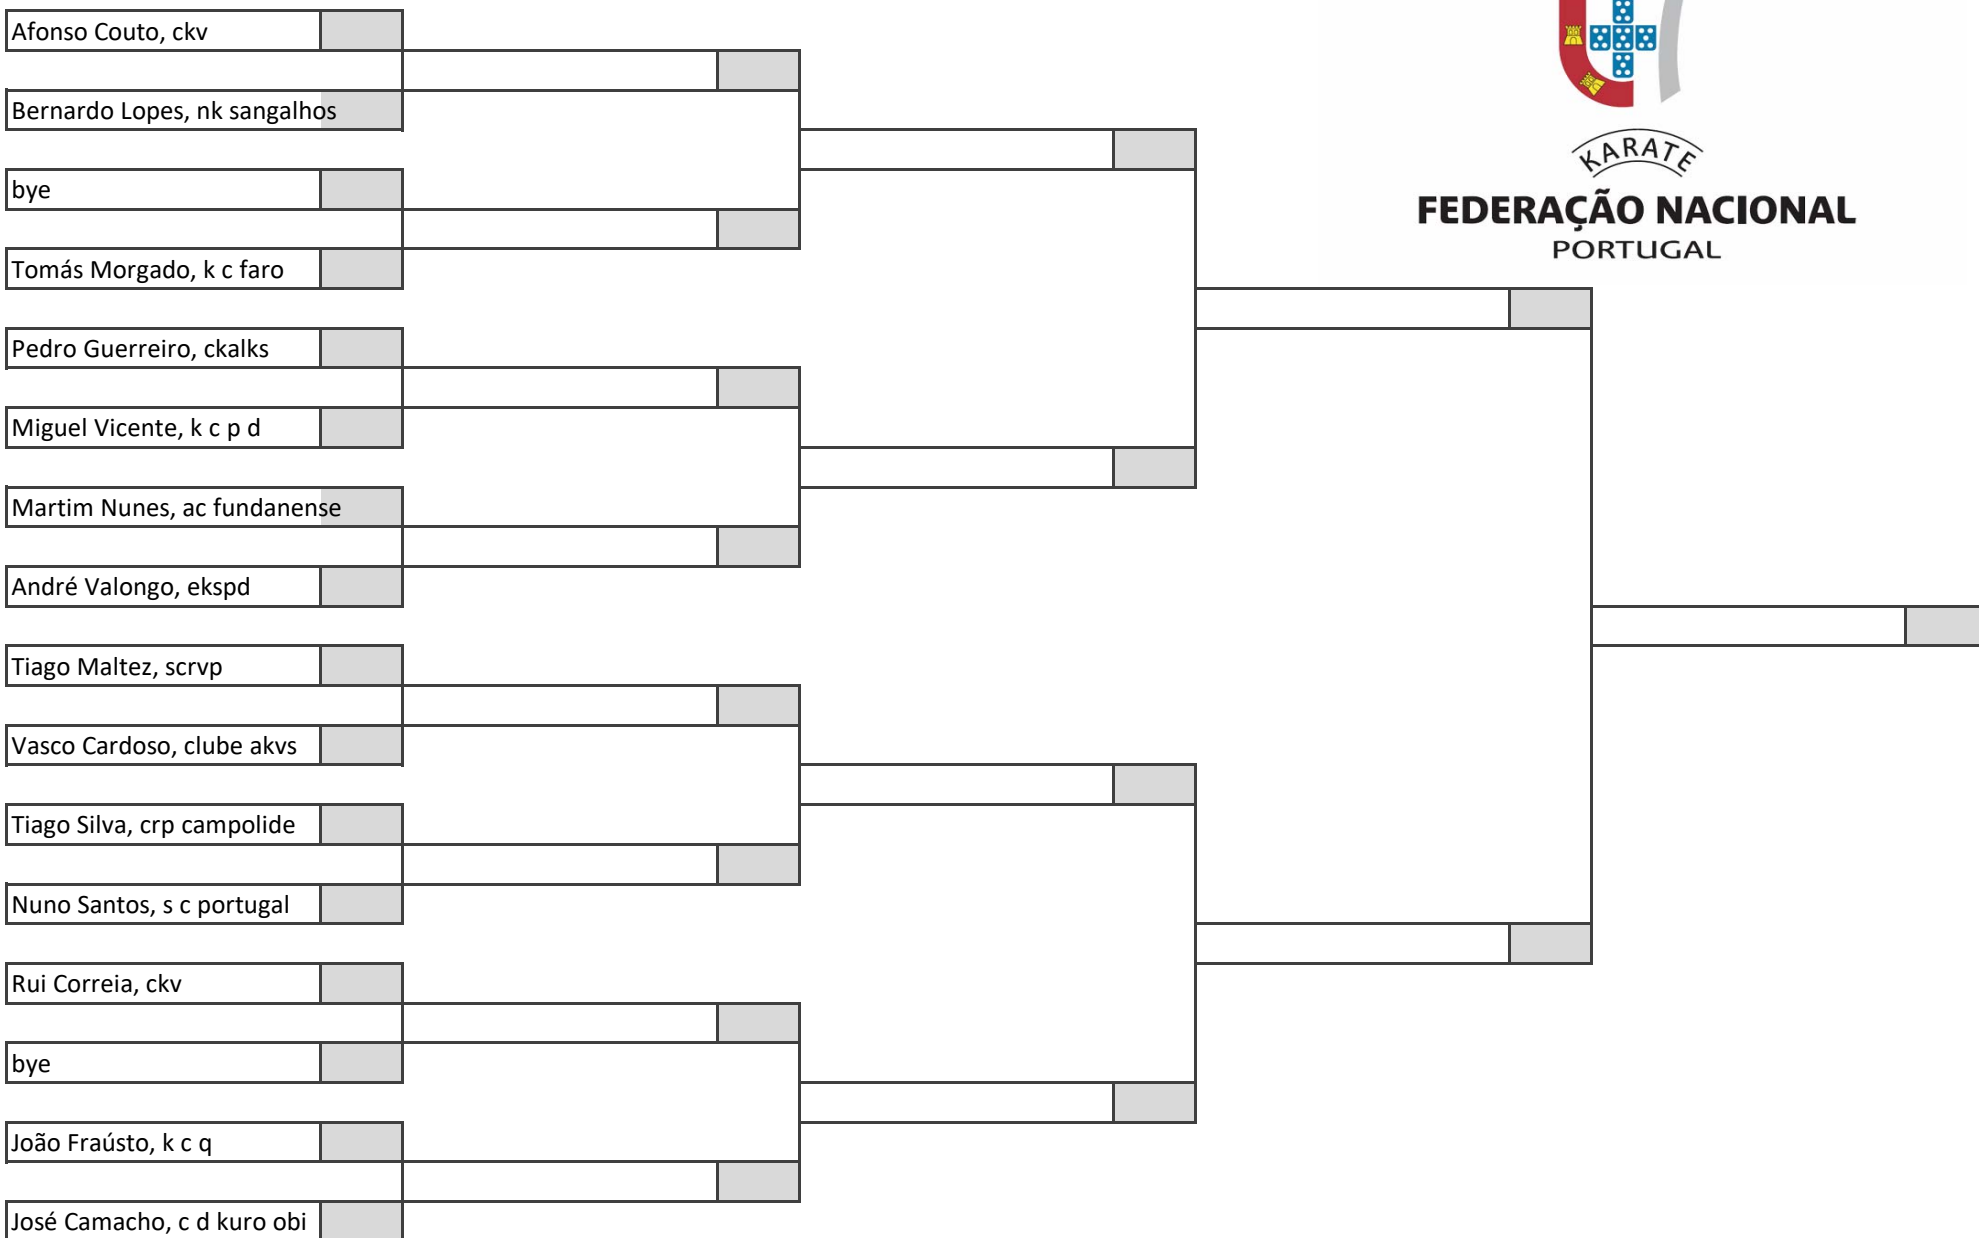 Afonso Couto, ckv
Bernardo Lopes, nk sangalhos
bye
Tomás Morgado, k c faro
Pedro Guerreiro, ckalks
Miguel Vicente, k c p d
Martim Nunes, ac fundanense
André Valongo, ekspd
Tiago Maltez, scrvp
Vasco Cardoso, clube akvs
Tiago Silva, crp campolide
Nuno Santos, s c portugal
Rui Correia, ckv
bye
João Fraústo, k c q
José Camacho, c d kuro obi
KARATE
FEDERAÇÃO NACIONAL
PORTUGAL